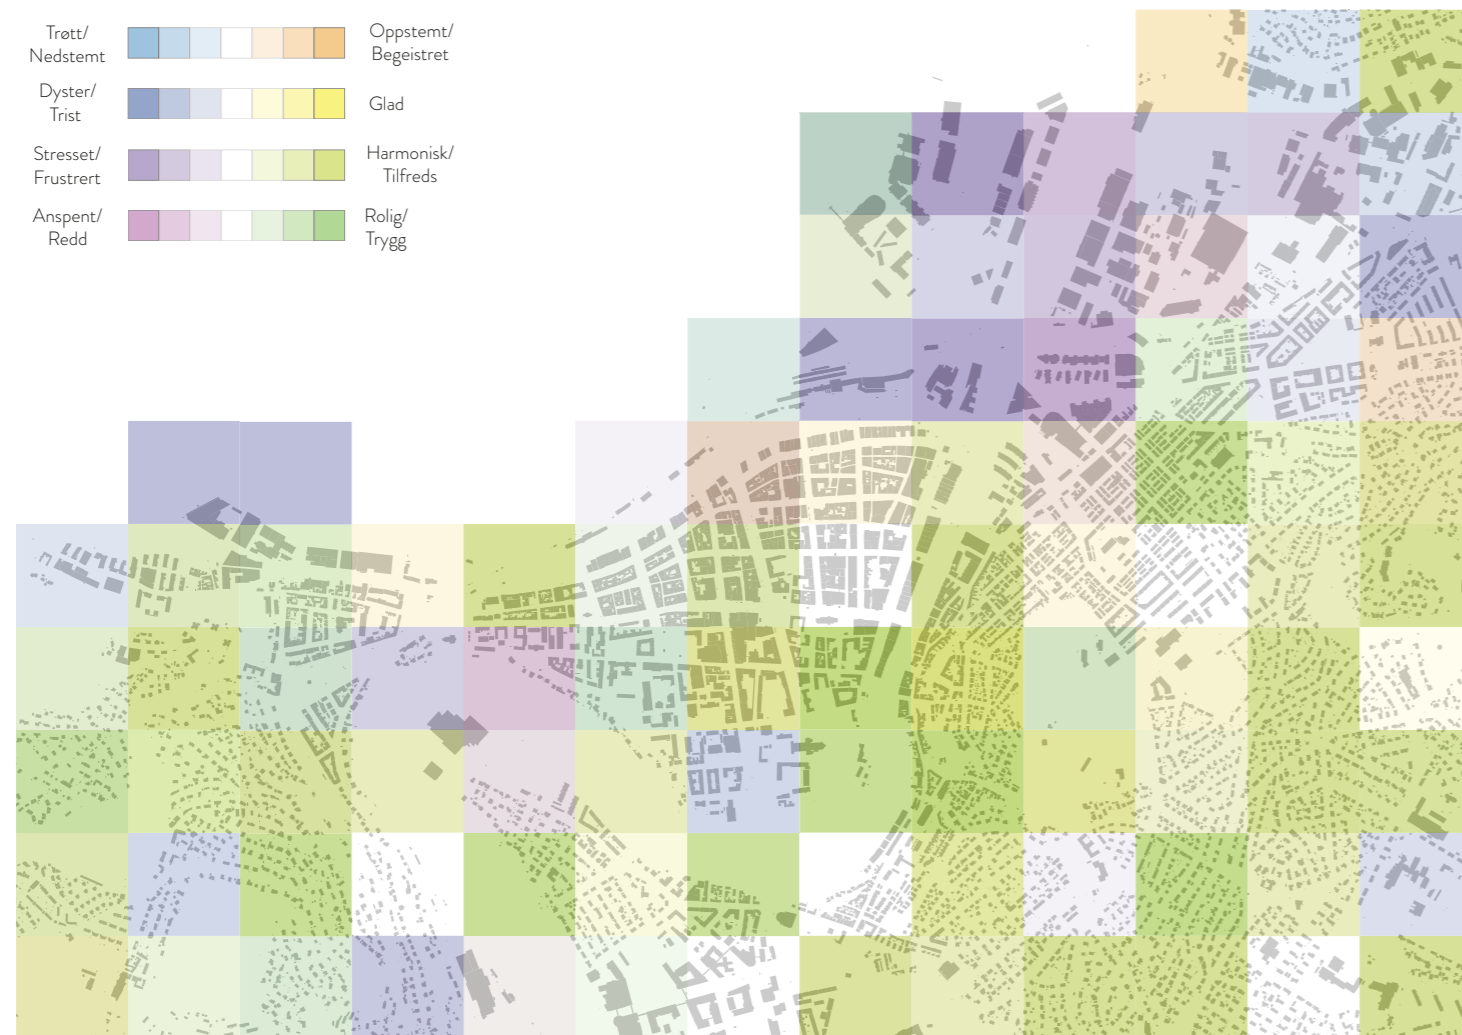 Trøtt/
Nedstemt
Oppstemt/
Begeistret
Dyster/
Trist
Glad
Stresset/
Frustrert
Harmonisk/
Tilfreds
Anspent/
Redd
Rolig/
Trygg